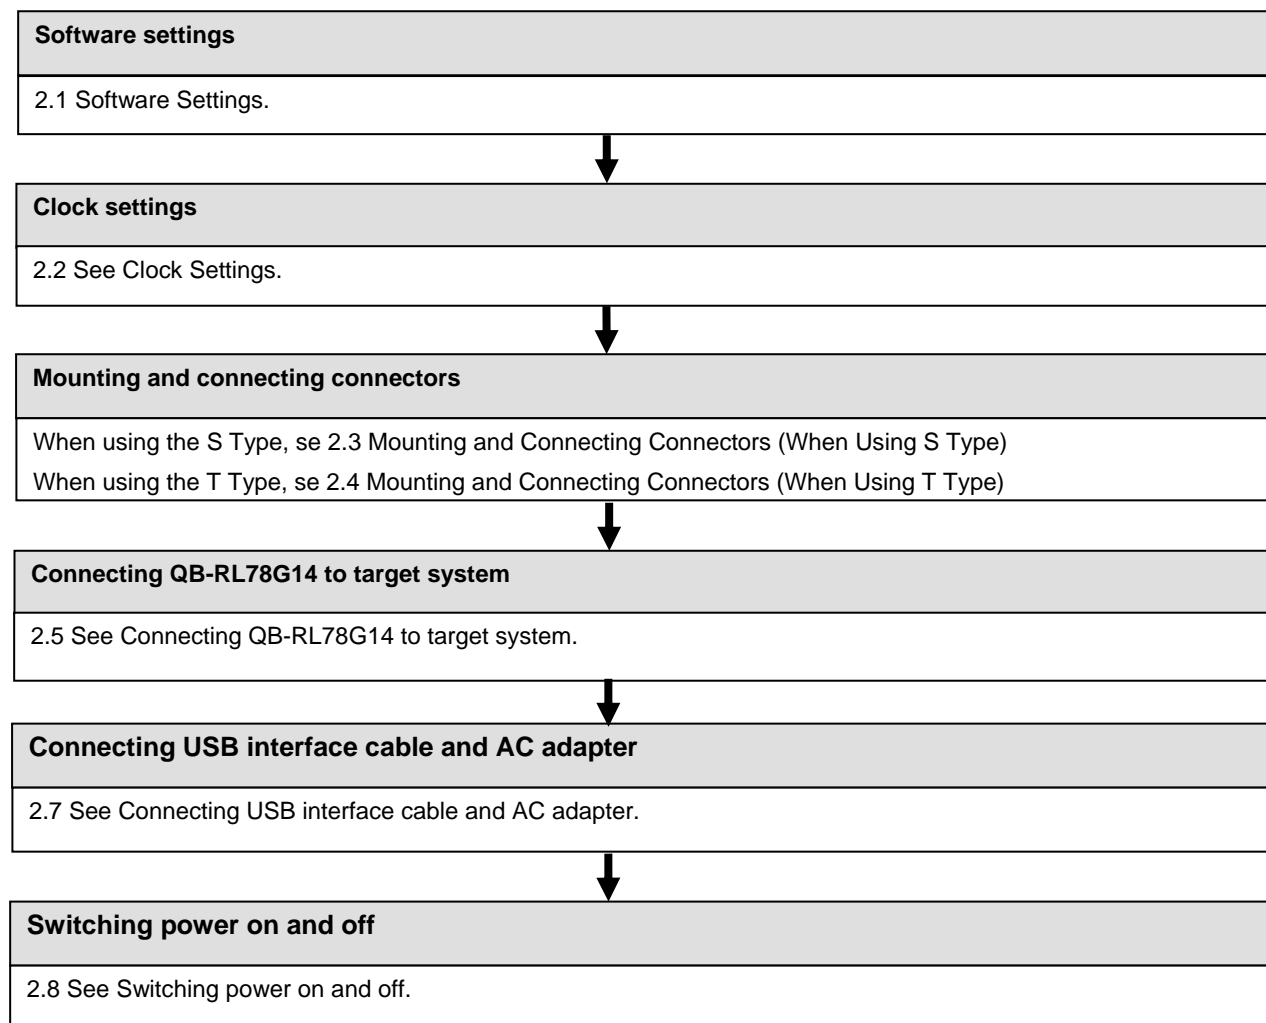 Software settings
2.1 Software Settings.
Clock settings
2.2 See Clock Settings.
Mounting and connecting connectors
When using the S Type, se 2.3 Mounting and Connecting Connectors (When Using S Type)
When using the T Type, se 2.4 Mounting and Connecting Connectors (When Using T Type)
Connecting QB-RL78G14 to target system
2.5 See Connecting QB-RL78G14 to target system.
Connecting USB interface cable and AC adapter
2.7 See Connecting USB interface cable and AC adapter.
Switching power on and off
2.8 See Switching power on and off.